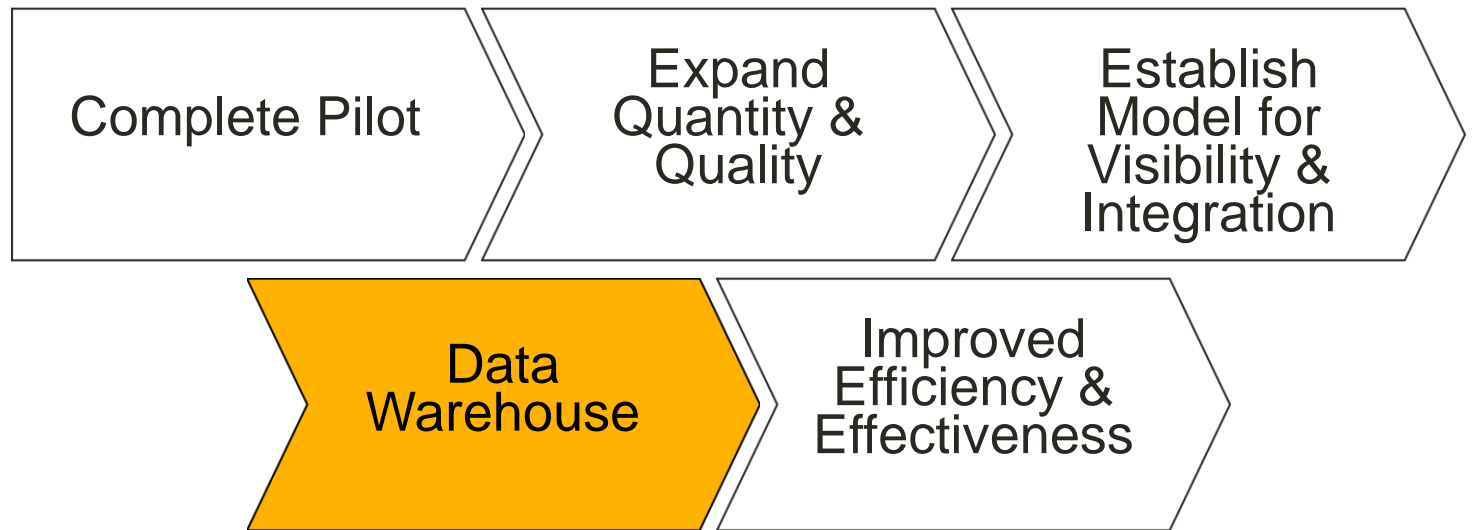 Complete Pilot
Expand
Quantity &
Quality
Establish
Model for
Visibility &
Integration
Data
Warehouse
Improved
Efficiency &
Effectiveness